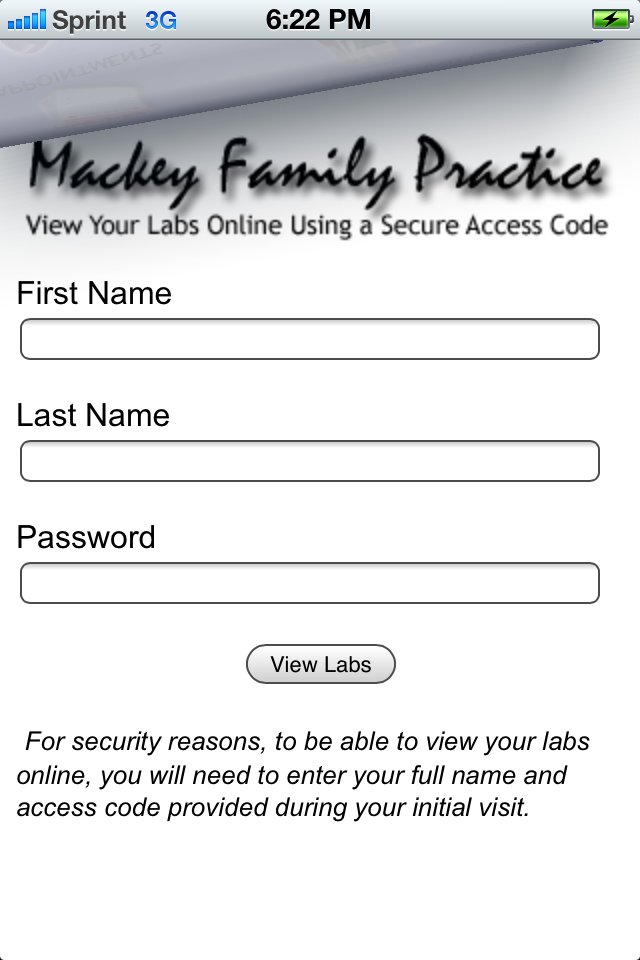 Sprint 3G 6:22 PM
APPOINTMENTS
Mackey Family Practice
View Your Labs Online Using a Secure Access Code
First Name
Last Name
Password
View Labs
For security reasons, to be able to view your labs
online, you will need to enter your full name and
access code provided during your initial visit.